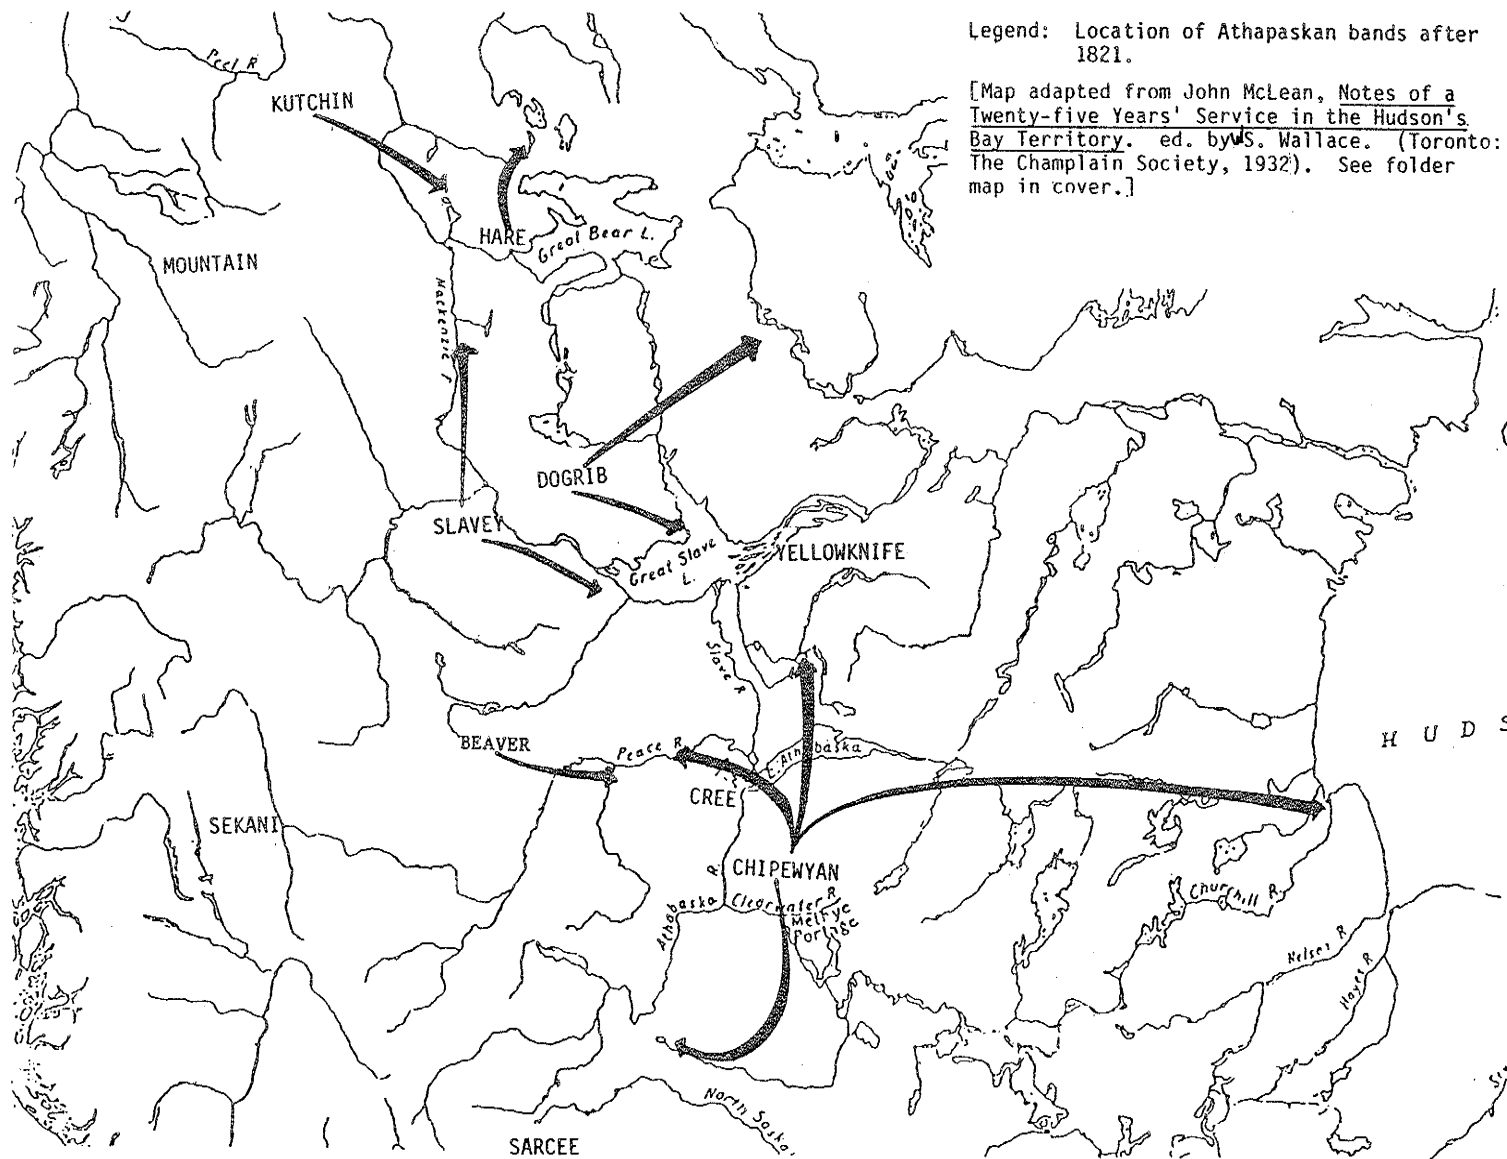 Legend: Location of Athapaskan bands after
1821.
[Map adapted from John McLean, Notes of a
Twenty-five Years' Service in the Hudson's
Bay Territory. ed. by W S. Wallace. (Toronto:
The Champlain Society, 1932). See folder
map in cover.]
Peel R
KUTCHIN
HARE
Great Bear L.
MOUNTAIN
Mackenzie
DOGRIB
SLAVEY
Great Slave
L.
YELLOWKNIFE
Slave R
BEAVER
Peace R
L. Athabaska
HUDS
CREE
SEKANI
CHIPEWYAN
Athabaska R.
Clearwater R
Methye
Portage
Churchill R.
Nelson R
Hayes R
North Saska
SARCEE